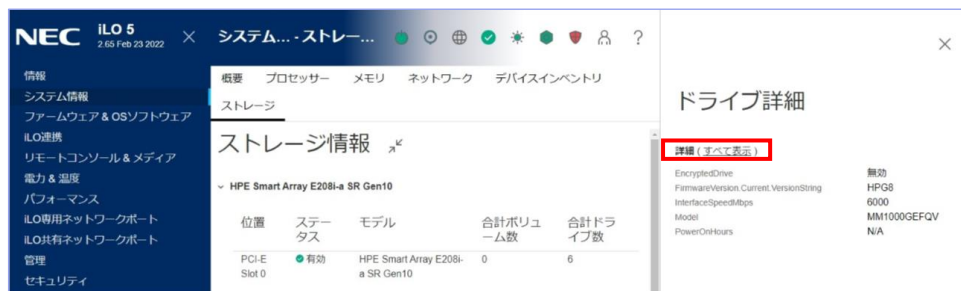 NEC iLO 5
2.65 Feb 23 2022
システム... - ストレー...
?
情報
システム情報
ファームウェア & OSソフトウェア
iLO連携
リモートコンソール & メディア
電力 & 温度
パフォーマンス
iLO専用ネットワークポート
iLO共有ネットワークポート
管理
セキュリティ
概要 プロセッサー メモリ ネットワーク デバイスインベントリ
ストレージ
ストレージ情報
HPE Smart Array E208i-a SR Gen10
位置 ステー モデル 合計ボリュ 合計ドラ
タス ーム数 イブ数
PCI-E 有効 HPE Smart Array E208i- 0 6
Slot 0 a SR Gen10
ドライブ詳細
詳細 ( すべて表示 )
EncryptedDrive 無効
FirmwareVersion.Current.VersionString HPG8
InterfaceSpeedMbps 6000
Model MM1000GEFQV
PowerOnHours N/A